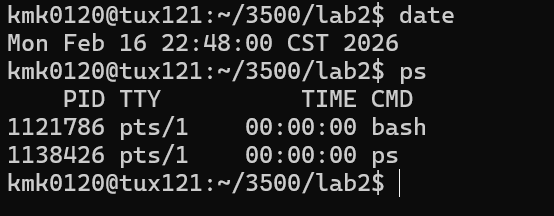 kmk0120@tux121:~/3500/lab2$ date
Mon Feb 16 22:48:00 CST 2026
kmk0120@tux121:~/3500/lab2$ ps
    PID TTY          TIME CMD
1121786 pts/1    00:00:00 bash
1138426 pts/1    00:00:00 ps
kmk0120@tux121:~/3500/lab2$